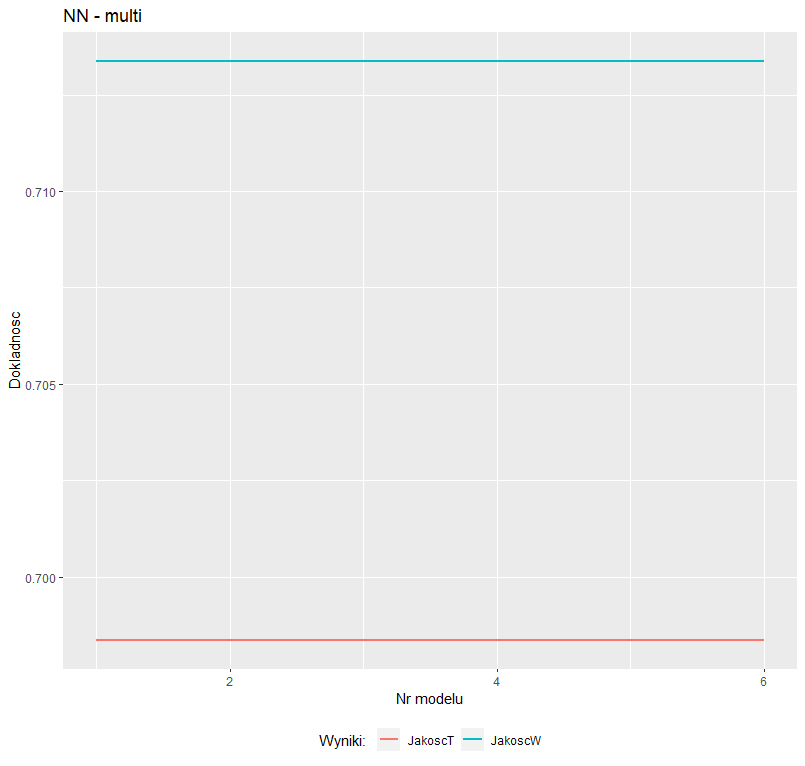 NN - multi
Dokladnosc
0.710
0.705
0.700
2 4 6
Nr modelu
Wyniki: JakoscT JakoscW